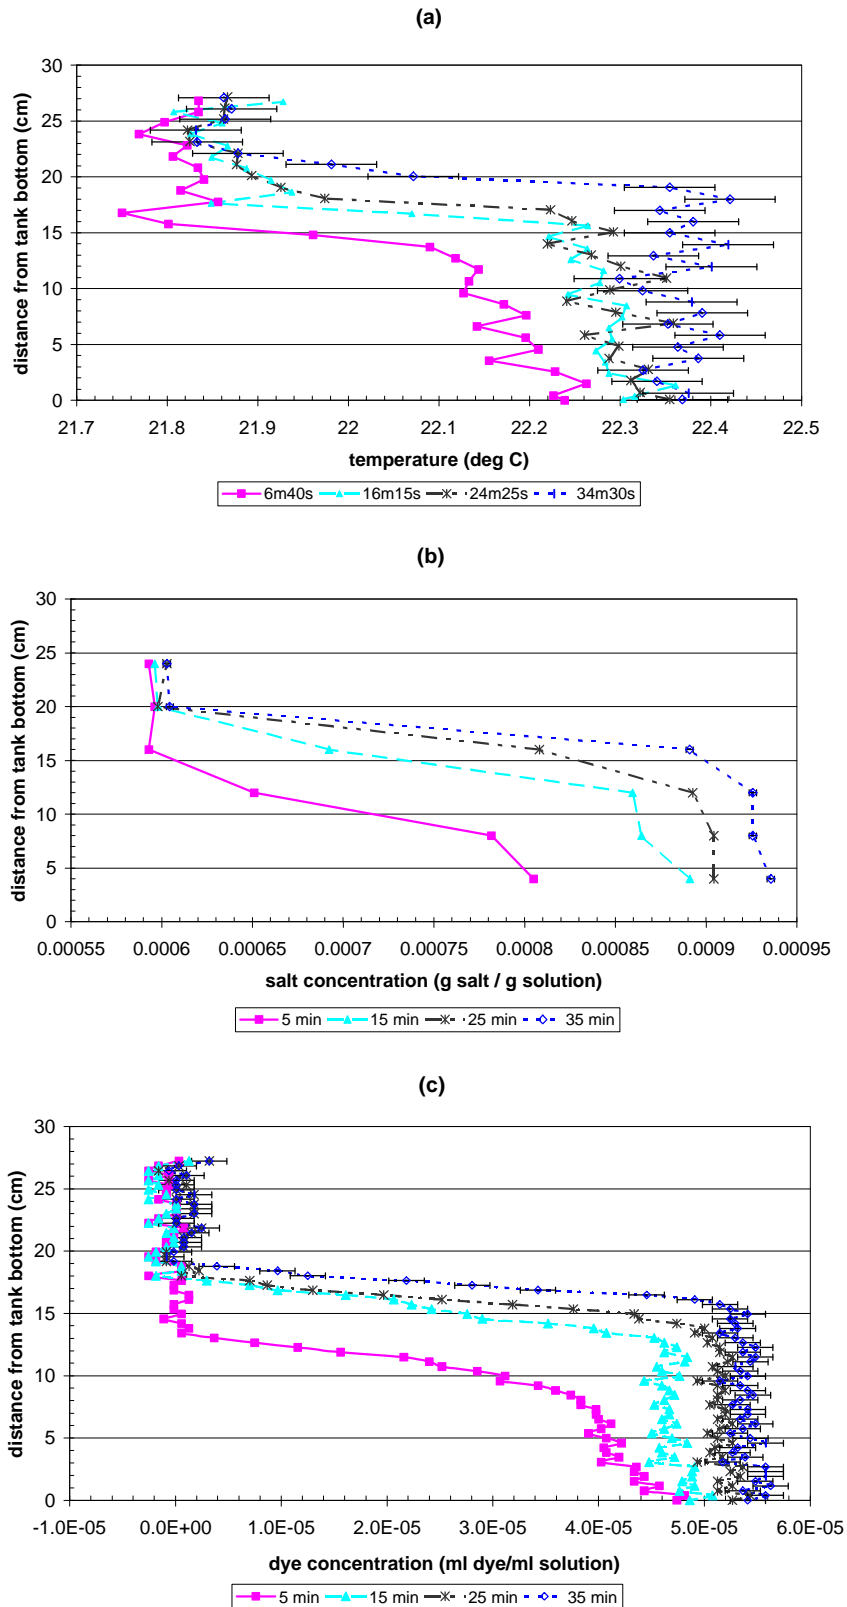 (a)
30
25
20
15
10
5
0
distance from tank bottom (cm)
21.7 21.8 21.9 22 22.1 22.2 22.3 22.4 22.5
temperature (deg C)
6m40s 16m15s 24m25s 34m30s
(b)
30
25
20
15
10
5
0
distance from tank bottom (cm)
0.00055 0.0006 0.00065 0.0007 0.00075 0.0008 0.00085 0.0009 0.00095
salt concentration (g salt / g solution)
5 min 15 min 25 min 35 min
(c)
30
25
20
15
10
5
0
distance from tank bottom (cm)
-1.0E-05 0.0E+00 1.0E-05 2.0E-05 3.0E-05 4.0E-05 5.0E-05 6.0E-05
dye concentration (ml dye/ml solution)
5 min 15 min 25 min 35 min